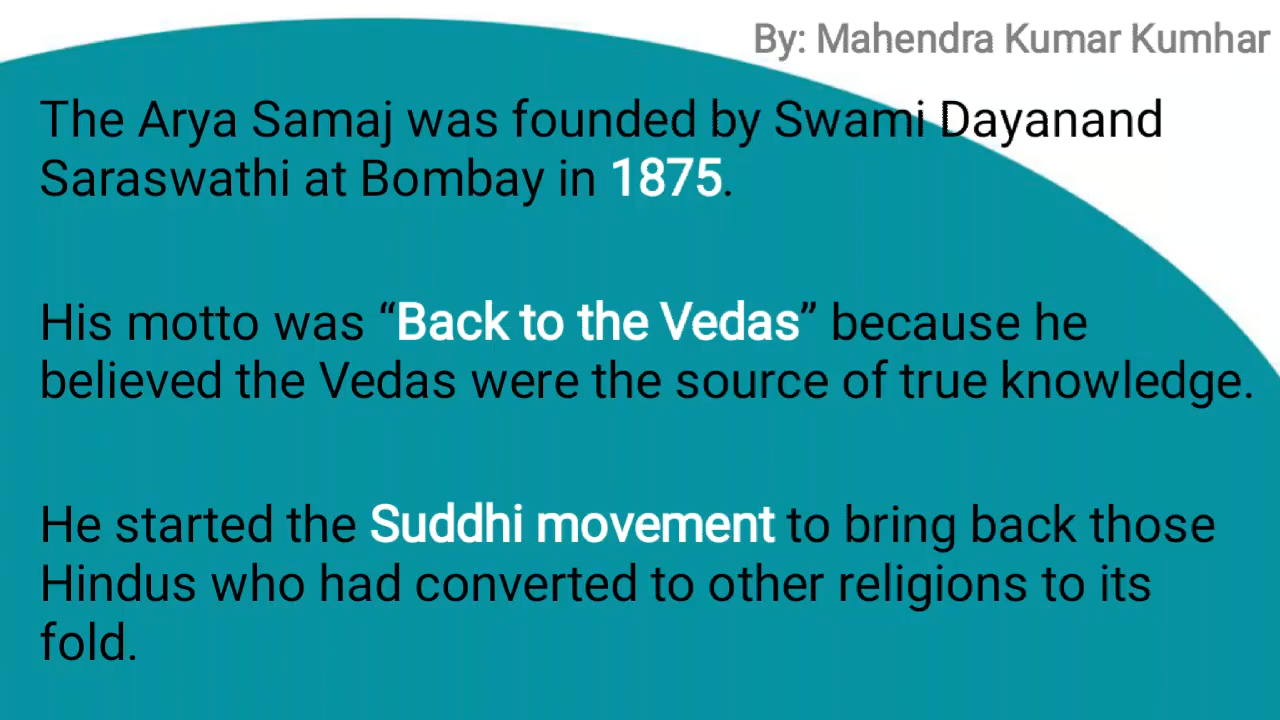 By: Mahendra Kumar Kumhar
The Arya Samaj was founded by Swami Dayanand
Saraswathi at Bombay in 1875.
His motto was “Back to the Vedas” because he
believed the Vedas were the source of true knowledge.
He started the Suddhi movement to bring back those
Hindus who had converted to other religions to its
fold.